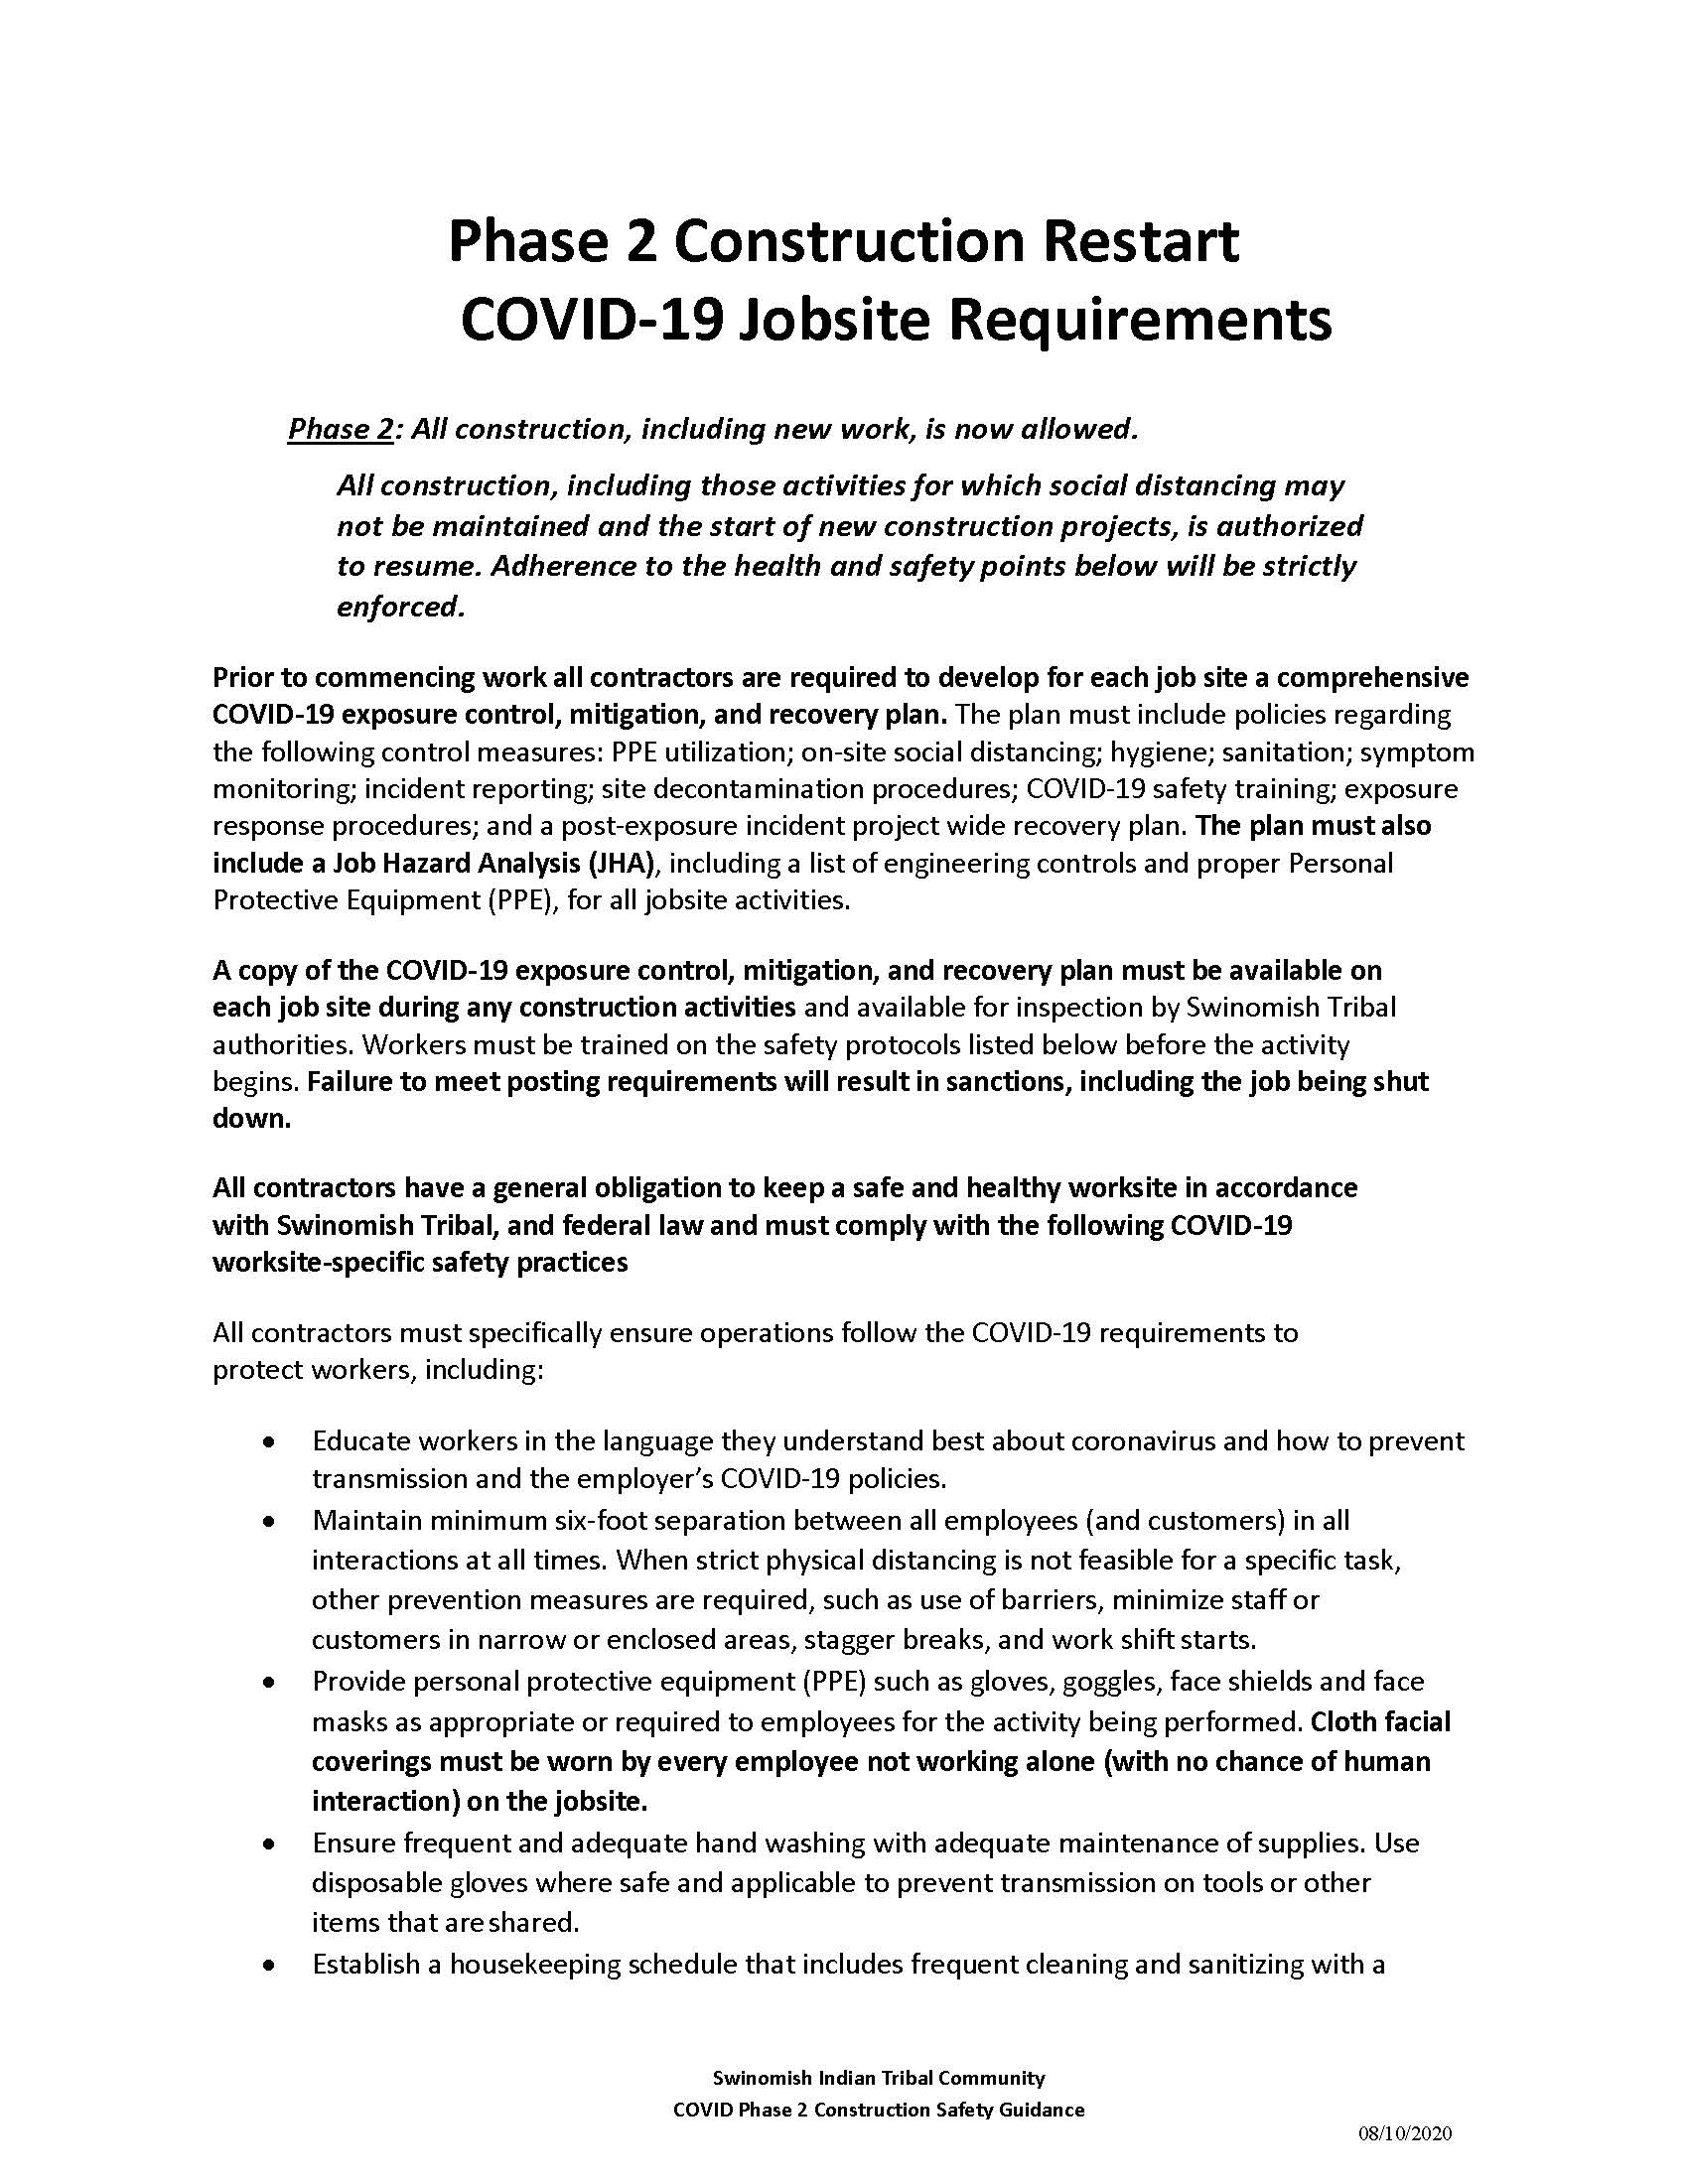 Phase 2 Construction Restart
COVID-19 Jobsite Requirements
Phase 2: All construction, including new work, is now allowed.
All construction, including those activities for which social distancing may
not be maintained and the start of new construction projects, is authorized
to resume. Adherence to the health and safety points below will be strictly
enforced.
Prior to commencing work all contractors are required to develop for each job site a comprehensive
COVID-19 exposure control, mitigation, and recovery plan. The plan must include policies regarding
the following control measures: PPE utilization; on-site social distancing; hygiene; sanitation; symptom
monitoring; incident reporting; site decontamination procedures; COVID-19 safety training; exposure
response procedures; and a post-exposure incident project wide recovery plan. The plan must also
include a Job Hazard Analysis (JHA), including a list of engineering controls and proper Personal
Protective Equipment (PPE), for all jobsite activities.
A copy of the COVID-19 exposure control, mitigation, and recovery plan must be available on
each job site during any construction activities and available for inspection by Swinomish Tribal
authorities. Workers must be trained on the safety protocols listed below before the activity
begins. Failure to meet posting requirements will result in sanctions, including the job being shut
down.
All contractors have a general obligation to keep a safe and healthy worksite in accordance
with Swinomish Tribal, and federal law and must comply with the following COVID-19
worksite-specific safety practices
All contractors must specifically ensure operations follow the COVID-19 requirements to
protect workers, including:
• Educate workers in the language they understand best about coronavirus and how to prevent
transmission and the employer’s COVID-19 policies.
• Maintain minimum six-foot separation between all employees (and customers) in all
interactions at all times. When strict physical distancing is not feasible for a specific task,
other prevention measures are required, such as use of barriers, minimize staff or
customers in narrow or enclosed areas, stagger breaks, and work shift starts.
• Provide personal protective equipment (PPE) such as gloves, goggles, face shields and face
masks as appropriate or required to employees for the activity being performed. Cloth facial
coverings must be worn by every employee not working alone (with no chance of human
interaction) on the jobsite.
• Ensure frequent and adequate hand washing with adequate maintenance of supplies. Use
disposable gloves where safe and applicable to prevent transmission on tools or other
items that are shared.
• Establish a housekeeping schedule that includes frequent cleaning and sanitizing with a
Swinomish Indian Tribal Community
COVID Phase 2 Construction Safety Guidance
08/10/2020